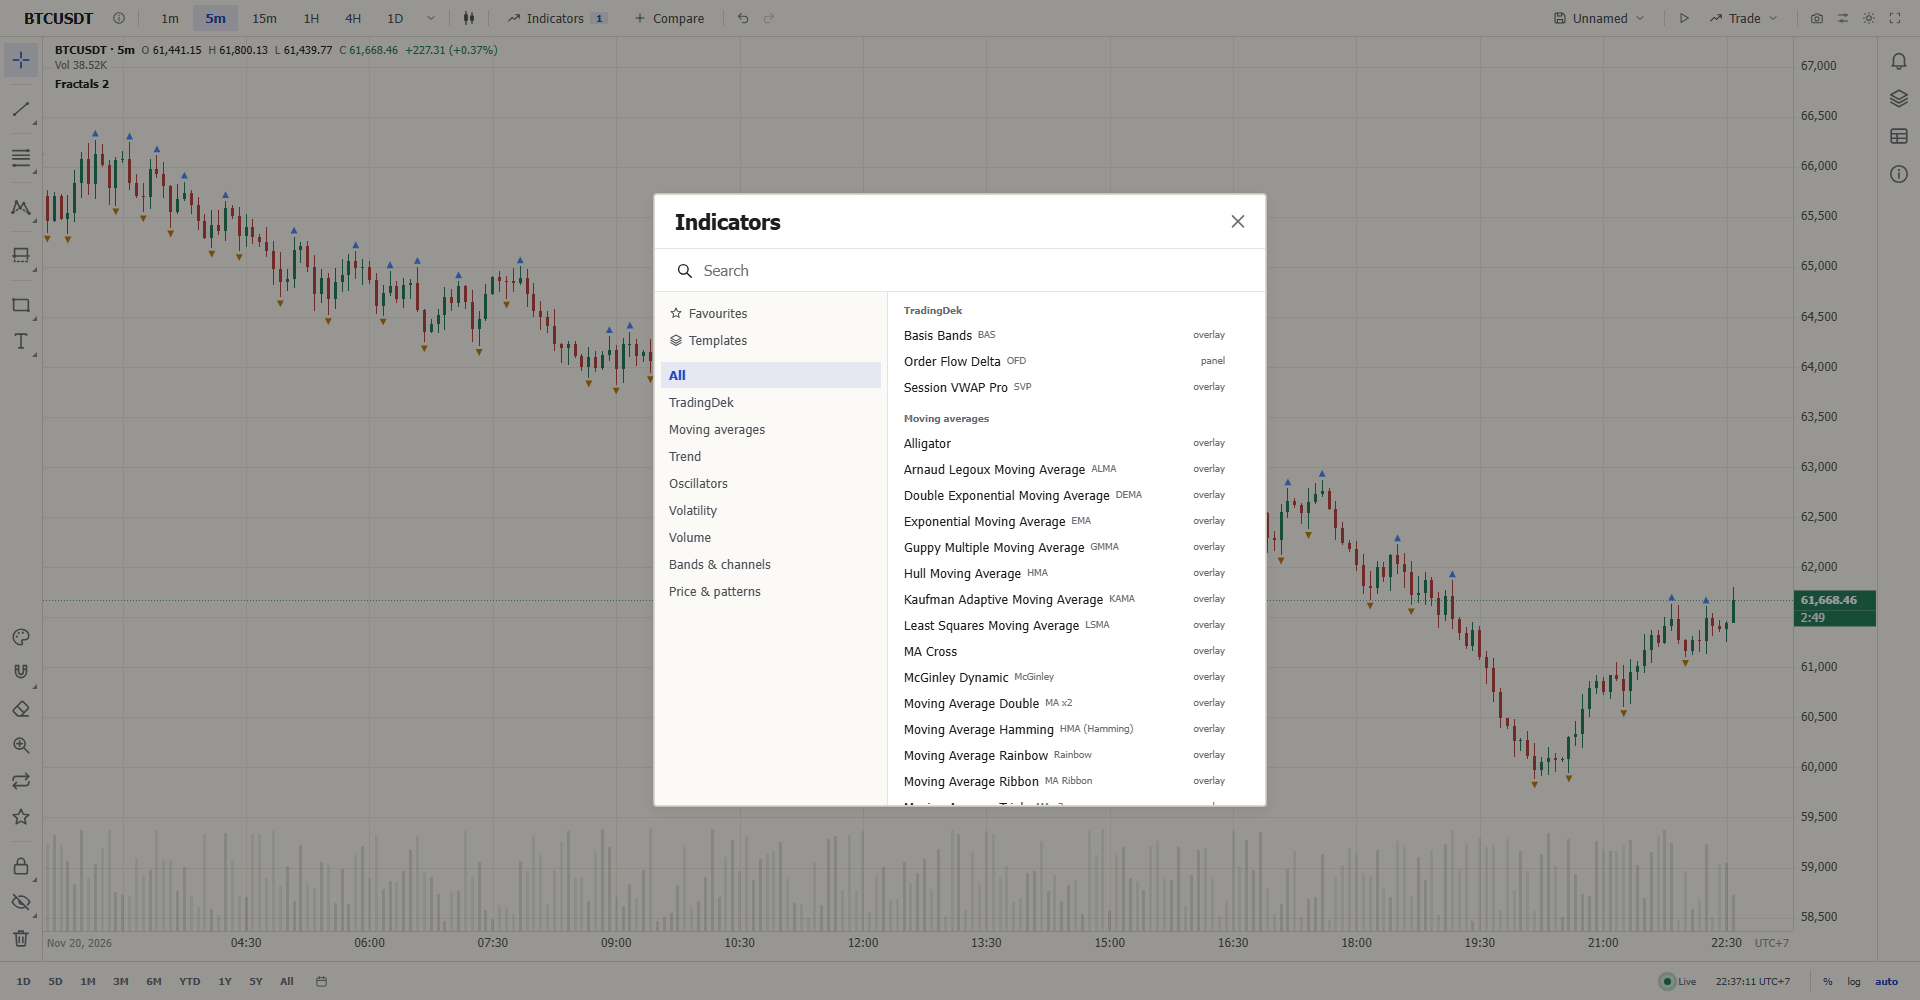 BTCUSDT 1m 5m 15m 1H 4H 1D Indicators 1 Compare Unnamed Trade
BTCUSDT · 5m O 61,441.15 H 61,800.13 L 61,439.77 C 61,668.46 +227.31 (+0.37%)
Vol 38.52K
Fractals 2
67,000
66,500
66,000
65,500
65,000
64,500
64,000
63,500
63,000
62,500
62,000
61,668.46
2:49
61,000
60,500
60,000
59,500
59,000
58,500
Indicators
Search
Favourites
Templates
All
TradingDek
Moving averages
Trend
Oscillators
Volatility
Volume
Bands & channels
Price & patterns
TradingDek
Basis Bands BAS overlay
Order Flow Delta OFD panel
Session VWAP Pro SVP overlay
Moving averages
Alligator overlay
Arnaud Legoux Moving Average ALMA overlay
Double Exponential Moving Average DEMA overlay
Exponential Moving Average EMA overlay
Guppy Multiple Moving Average GMMA overlay
Hull Moving Average HMA overlay
Kaufman Adaptive Moving Average KAMA overlay
Least Squares Moving Average LSMA overlay
MA Cross overlay
McGinley Dynamic McGinley overlay
Moving Average Double MA x2 overlay
Moving Average Hamming HMA (Hamming) overlay
Moving Average Rainbow Rainbow overlay
Moving Average Ribbon MA Ribbon overlay
Nov 20, 2026 04:30 06:00 07:30 09:00 10:30 12:00 13:30 15:00 16:30 18:00 19:30 21:00 22:30 UTC+7
1D 5D 1M 3M 6M YTD 1Y 5Y All Live 22:37:11 UTC+7 % log auto